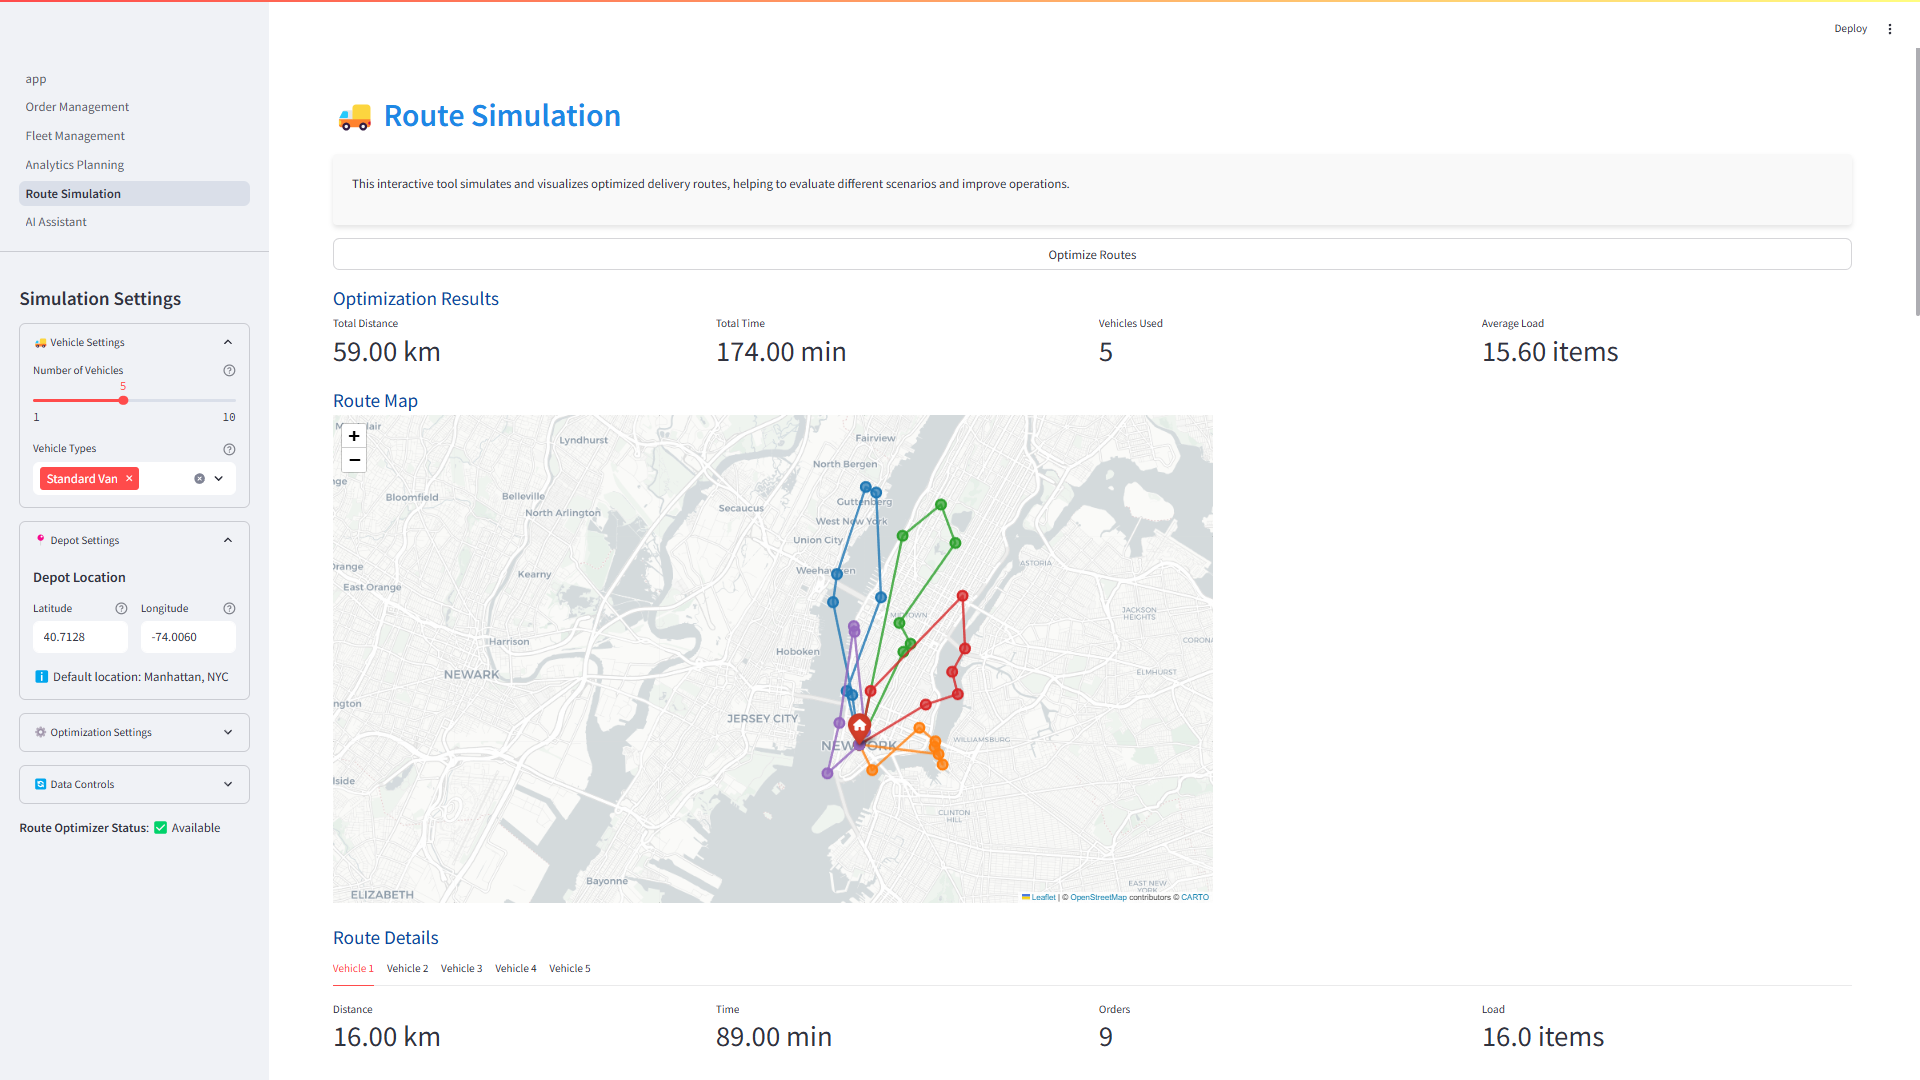 Deploy
app
Order Management
Fleet Management
Analytics Planning
Route Simulation
AI Assistant
Simulation Settings
Vehicle Settings
Number of Vehicles
5
1 10
Vehicle Types
Standard Van ×
Depot Settings
Depot Location
Latitude Longitude
40.7128 -74.0060
Default location: Manhattan, NYC
Optimization Settings
Data Controls
Route Optimizer Status: Available
Route Simulation
This interactive tool simulates and visualizes optimized delivery routes, helping to evaluate different scenarios and improve operations.
Optimize Routes
Optimization Results
Total Distance Total Time Vehicles Used Average Load
59.00 km 174.00 min 5 15.60 items
Route Map
+
−
Lyndhurst
Fairview
North Bergen
Bloomfield
Belleville
Guttenberg
North Arlington
Secaucus
West New York
Union City
ASTORIA
Orange
Kearny
Weehawken
East Orange
JACKSON
HEIGHTS
MIDTOWN
Harrison
Hoboken
ELMHURST
NEWARK
JERSEY CITY
NEW YORK
WILLIAMSBURG
CLINTON
HILL
Bayonne
EAST NEW
YORK
ELIZABETH
Leaflet | © OpenStreetMap contributors © CARTO
Route Details
Vehicle 1 Vehicle 2 Vehicle 3 Vehicle 4 Vehicle 5
Distance Time Orders Load
16.00 km 89.00 min 9 16.0 items